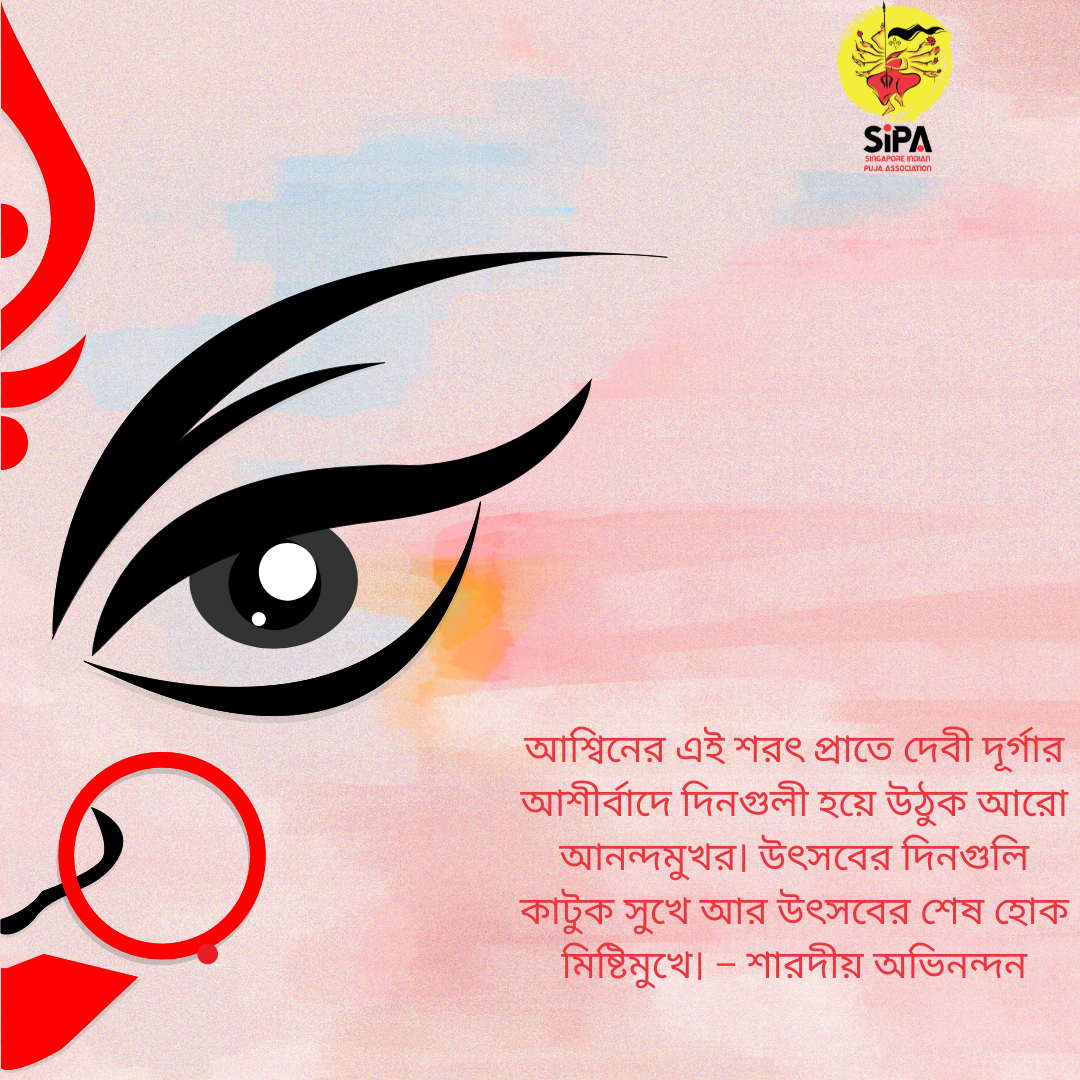 SiPA
SINGAPORE INDIAN
PUJA ASSOCIATION
আশ্বিনের এই শরৎ প্রাতে দেবী দূর্গার
আশীর্বাদে দিনগুলী হয়ে উঠুক আরো
আনন্দমুখর। উৎসবের দিনগুলি
কাটুক সুখে আর উৎসবের শেষ হোক
মিষ্টিমুখে। – শারদীয় অভিনন্দন